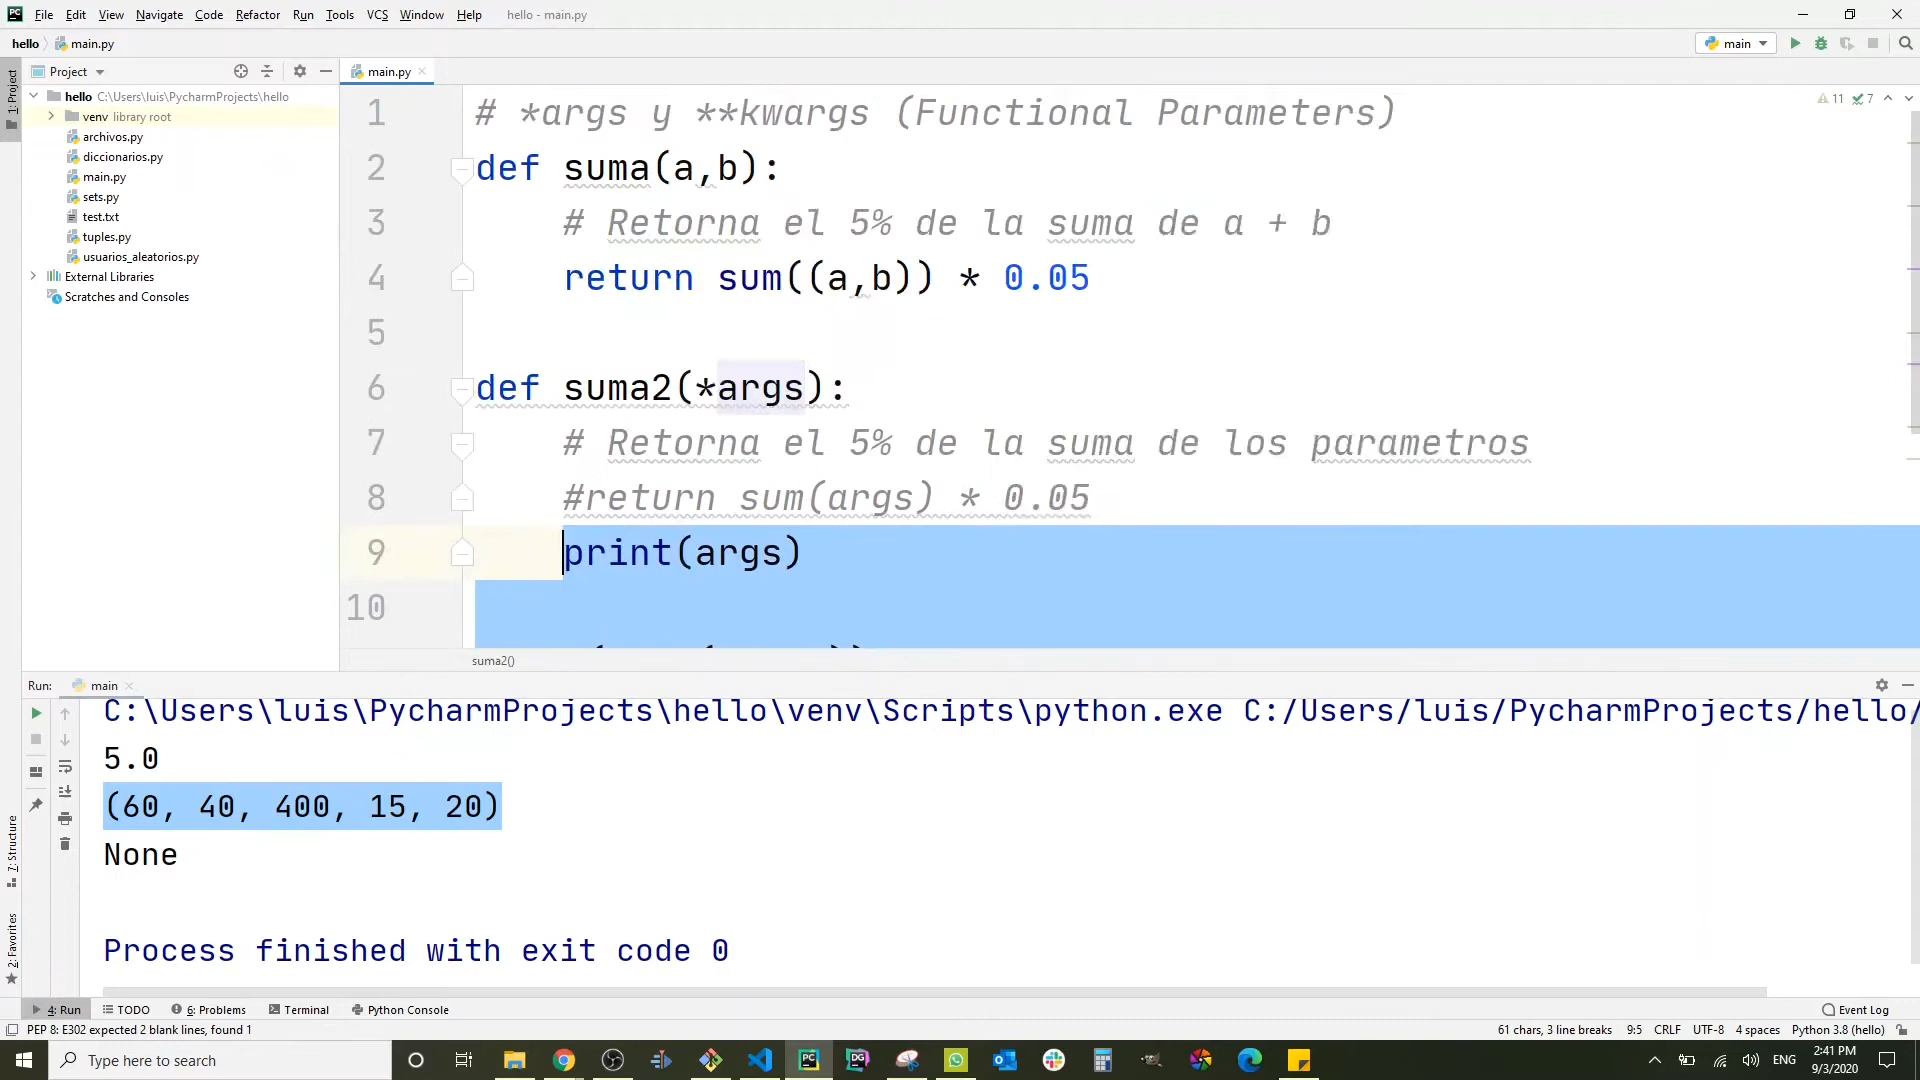 File Edit View Navigate Code Refactor Run Tools VCS Window Help hello - main.py
hello main.py
main
1: Project
Project
main.py
hello C:\Users\luis\PycharmProjects\hello
venv library root
archivos.py
diccionarios.py
main.py
sets.py
test.txt
tuples.py
usuarios_aleatorios.py
External Libraries
Scratches and Consoles
11 7
1 # *args y **kwargs (Functional Parameters)
2 def suma(a,b):
3 # Retorna el 5% de la suma de a + b
4 return sum((a,b)) * 0.05
5
6 def suma2(*args):
7 # Retorna el 5% de la suma de los parametros
8 #return sum(args) * 0.05
9 print(args)
10
suma2()
Run: main
C:\Users\luis\PycharmProjects\hello\venv\Scripts\python.exe C:/Users/luis/PycharmProjects/hello/
5.0
(60, 40, 400, 15, 20)
None
Process finished with exit code 0
7: Structure
2: Favorites
4: Run TODO 6: Problems Terminal Python Console Event Log
PEP 8: E302 expected 2 blank lines, found 1 61 chars, 3 line breaks 9:5 CRLF UTF-8 4 spaces Python 3.8 (hello)
Type here to search
ENG
2:41 PM
9/3/2020